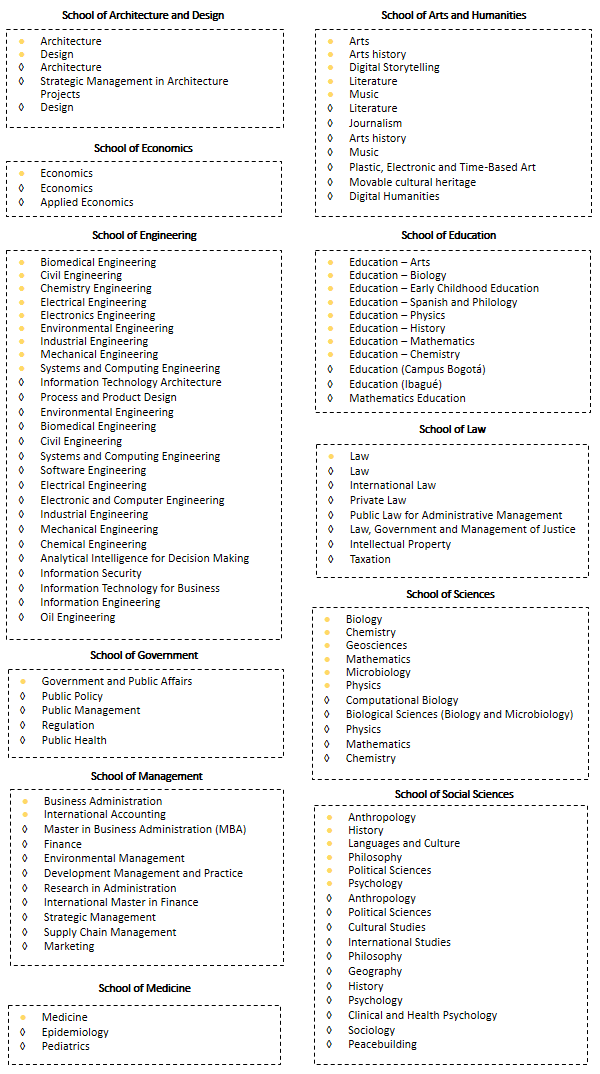 School of Architecture and Design
● Architecture
● Design
◊ Architecture
◊ Strategic Management in Architecture
Projects
◊ Design
School of Economics
● Economics
◊ Economics
◊ Applied Economics
School of Engineering
● Biomedical Engineering
● Civil Engineering
● Chemistry Engineering
● Electrical Engineering
● Electronics Engineering
● Environmental Engineering
● Industrial Engineering
● Mechanical Engineering
● Systems and Computing Engineering
◊ Information Technology Architecture
◊ Process and Product Design
◊ Environmental Engineering
◊ Biomedical Engineering
◊ Civil Engineering
◊ Systems and Computing Engineering
◊ Software Engineering
◊ Electrical Engineering
◊ Electronic and Computer Engineering
◊ Industrial Engineering
◊ Mechanical Engineering
◊ Chemical Engineering
◊ Analytical Intelligence for Decision Making
◊ Information Security
◊ Information Technology for Business
◊ Information Engineering
◊ Oil Engineering
School of Government
● Government and Public Affairs
◊ Public Policy
◊ Public Management
◊ Regulation
◊ Public Health
School of Management
● Business Administration
● International Accounting
◊ Master in Business Administration (MBA)
◊ Finance
◊ Environmental Management
◊ Development Management and Practice
◊ Research in Administration
◊ International Master in Finance
◊ Strategic Management
◊ Supply Chain Management
◊ Marketing
School of Medicine
● Medicine
◊ Epidemiology
◊ Pediatrics
School of Arts and Humanities
● Arts
● Arts history
● Digital Storytelling
● Literature
● Music
◊ Literature
◊ Journalism
◊ Arts history
◊ Music
◊ Plastic, Electronic and Time-Based Art
◊ Movable cultural heritage
◊ Digital Humanities
School of Education
● Education – Arts
● Education – Biology
● Education – Early Childhood Education
● Education – Spanish and Philology
● Education – Physics
● Education – History
● Education – Mathematics
● Education – Chemistry
◊ Education (Campus Bogotá)
◊ Education (Ibagué)
◊ Mathematics Education
School of Law
● Law
◊ Law
◊ International Law
◊ Private Law
◊ Public Law for Administrative Management
◊ Law, Government and Management of Justice
◊ Intellectual Property
◊ Taxation
School of Sciences
● Biology
● Chemistry
● Geosciences
● Mathematics
● Microbiology
● Physics
◊ Computational Biology
◊ Biological Sciences (Biology and Microbiology)
◊ Physics
◊ Mathematics
◊ Chemistry
School of Social Sciences
● Anthropology
● History
● Languages and Culture
● Philosophy
● Political Sciences
● Psychology
◊ Anthropology
◊ Political Sciences
◊ Cultural Studies
◊ International Studies
◊ Philosophy
◊ Geography
◊ History
◊ Psychology
◊ Clinical and Health Psychology
◊ Sociology
◊ Peacebuilding